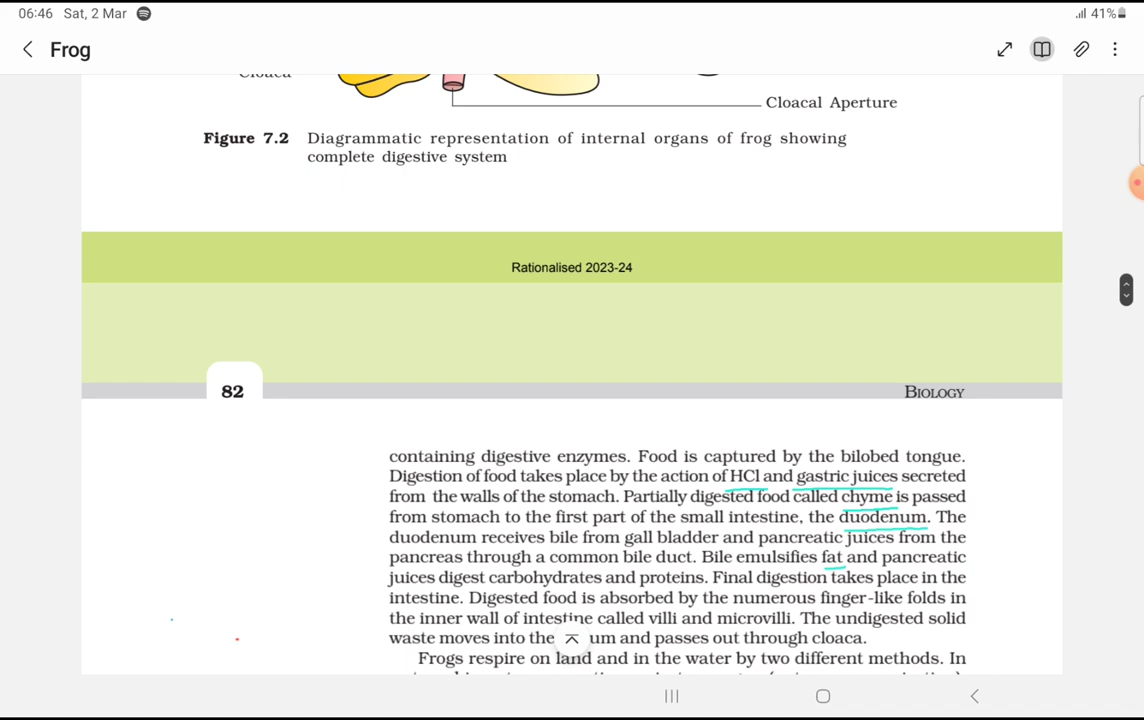 06:46 Sat, 2 Mar
41%
Frog
Cloaca
Cloacal Aperture
Figure 7.2 Diagrammatic representation of internal organs of frog showing
complete digestive system
Rationalised 2023-24
82
BIOLOGY
containing digestive enzymes. Food is captured by the bilobed tongue.
Digestion of food takes place by the action of HCl and gastric juices secreted
from the walls of the stomach. Partially digested food called chyme is passed
from stomach to the first part of the small intestine, the duodenum. The
duodenum receives bile from gall bladder and pancreatic juices from the
pancreas through a common bile duct. Bile emulsifies fat and pancreatic
juices digest carbohydrates and proteins. Final digestion takes place in the
intestine. Digested food is absorbed by the numerous finger-like folds in
the inner wall of intestine called villi and microvilli. The undigested solid
waste moves into the um and passes out through cloaca.
Frogs respire on land and in the water by two different methods. In